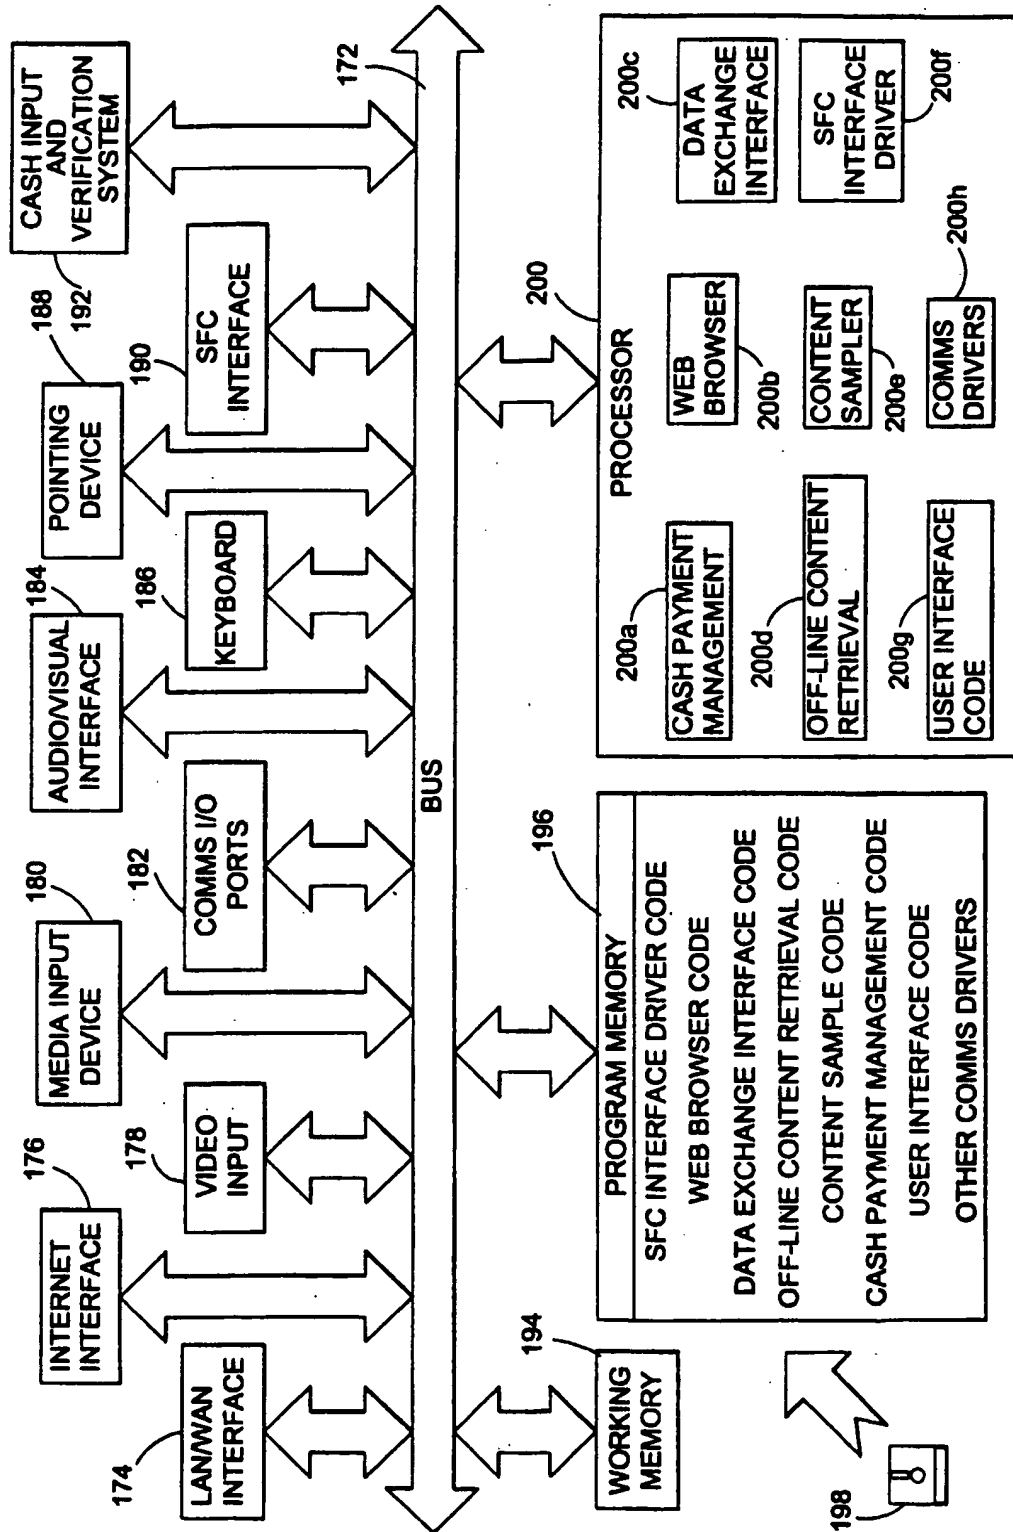 174
LAN/WAN
INTERFACE
176
INTERNET
INTERFACE
178
VIDEO
INPUT
180
MEDIA INPUT
DEVICE
182
COMMS I/O
PORTS
184
AUDIO/VISUAL
INTERFACE
186
KEYBOARD
188
POINTING
DEVICE
190
SFC
INTERFACE
192
CASH INPUT
AND
VERIFICATION
SYSTEM
BUS
172
194
WORKING
MEMORY
196
PROGRAM MEMORY
SFC INTERFACE DRIVER CODE
WEB BROWSER CODE
DATA EXCHANGE INTERFACE CODE
OFF-LINE CONTENT RETRIEVAL CODE
CONTENT SAMPLE CODE
CASH PAYMENT MANAGEMENT CODE
USER INTERFACE CODE
OTHER COMMS DRIVERS
198
200
PROCESSOR
200a
CASH PAYMENT
MANAGEMENT
WEB
BROWSER
200b
200c
DATA
EXCHANGE
INTERFACE
200d
OFF-LINE CONTENT
RETRIEVAL
CONTENT
SAMPLER
200e
SFC
INTERFACE
DRIVER
200f
200g
USER INTERFACE
CODE
COMMS
DRIVERS
200h